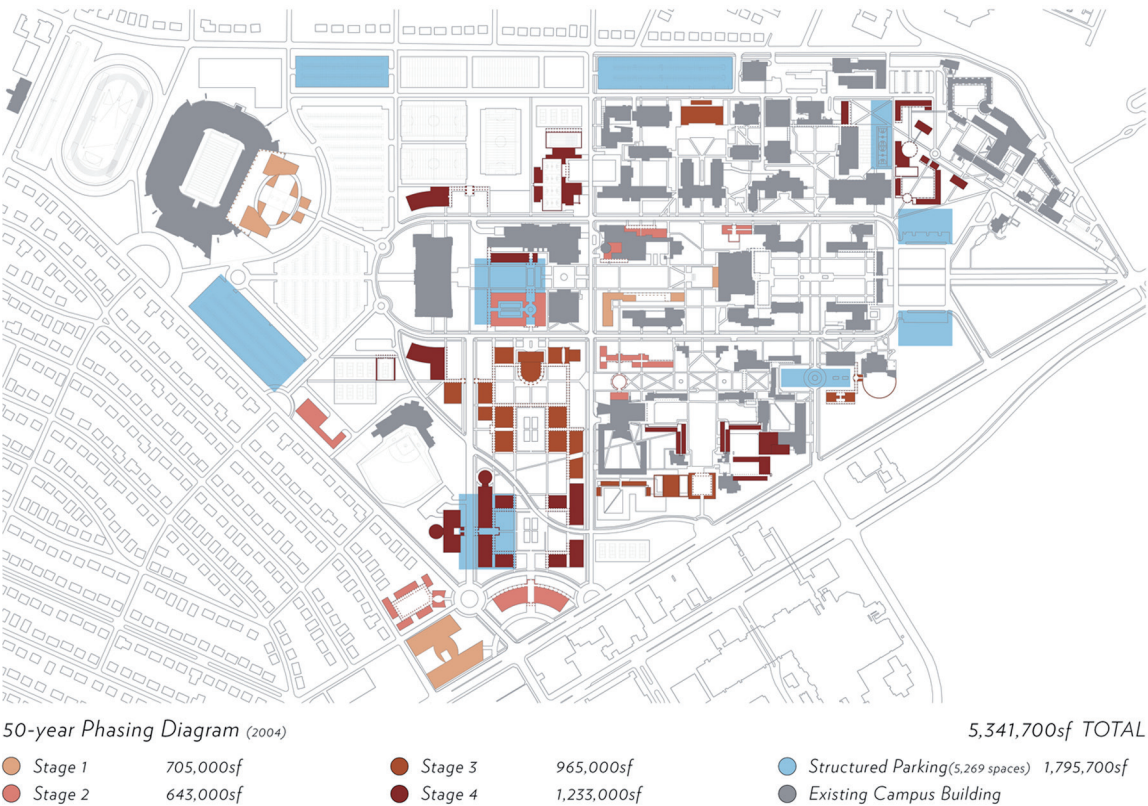 50-year Phasing Diagram (2004)
5,341,700sf TOTAL
Stage 1 705,000sf
Stage 3 965,000sf
Structured Parking(5,269 spaces) 1,795,700sf
Stage 2 643,000sf
Stage 4 1,233,000sf
Existing Campus Building